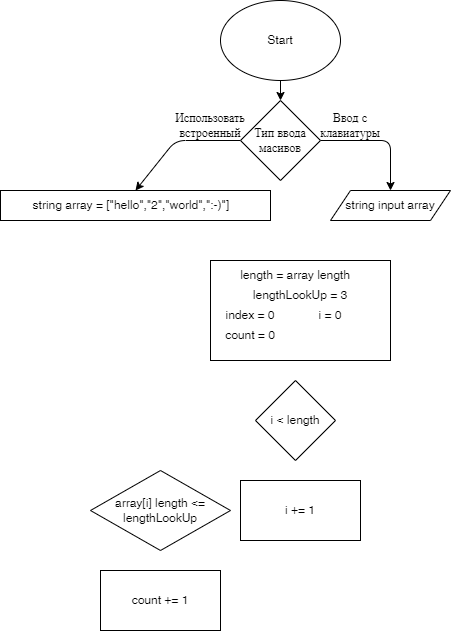 Start
Использовать
встроенный
Тип ввода
масивов
Ввод с
клавиатуры
string array = ["hello","2","world",":-)"]
string input array
length = array length
lengthLookUp = 3
index = 0 i = 0
count = 0
i < length
array[i] length <=
lengthLookUp
i += 1
count += 1